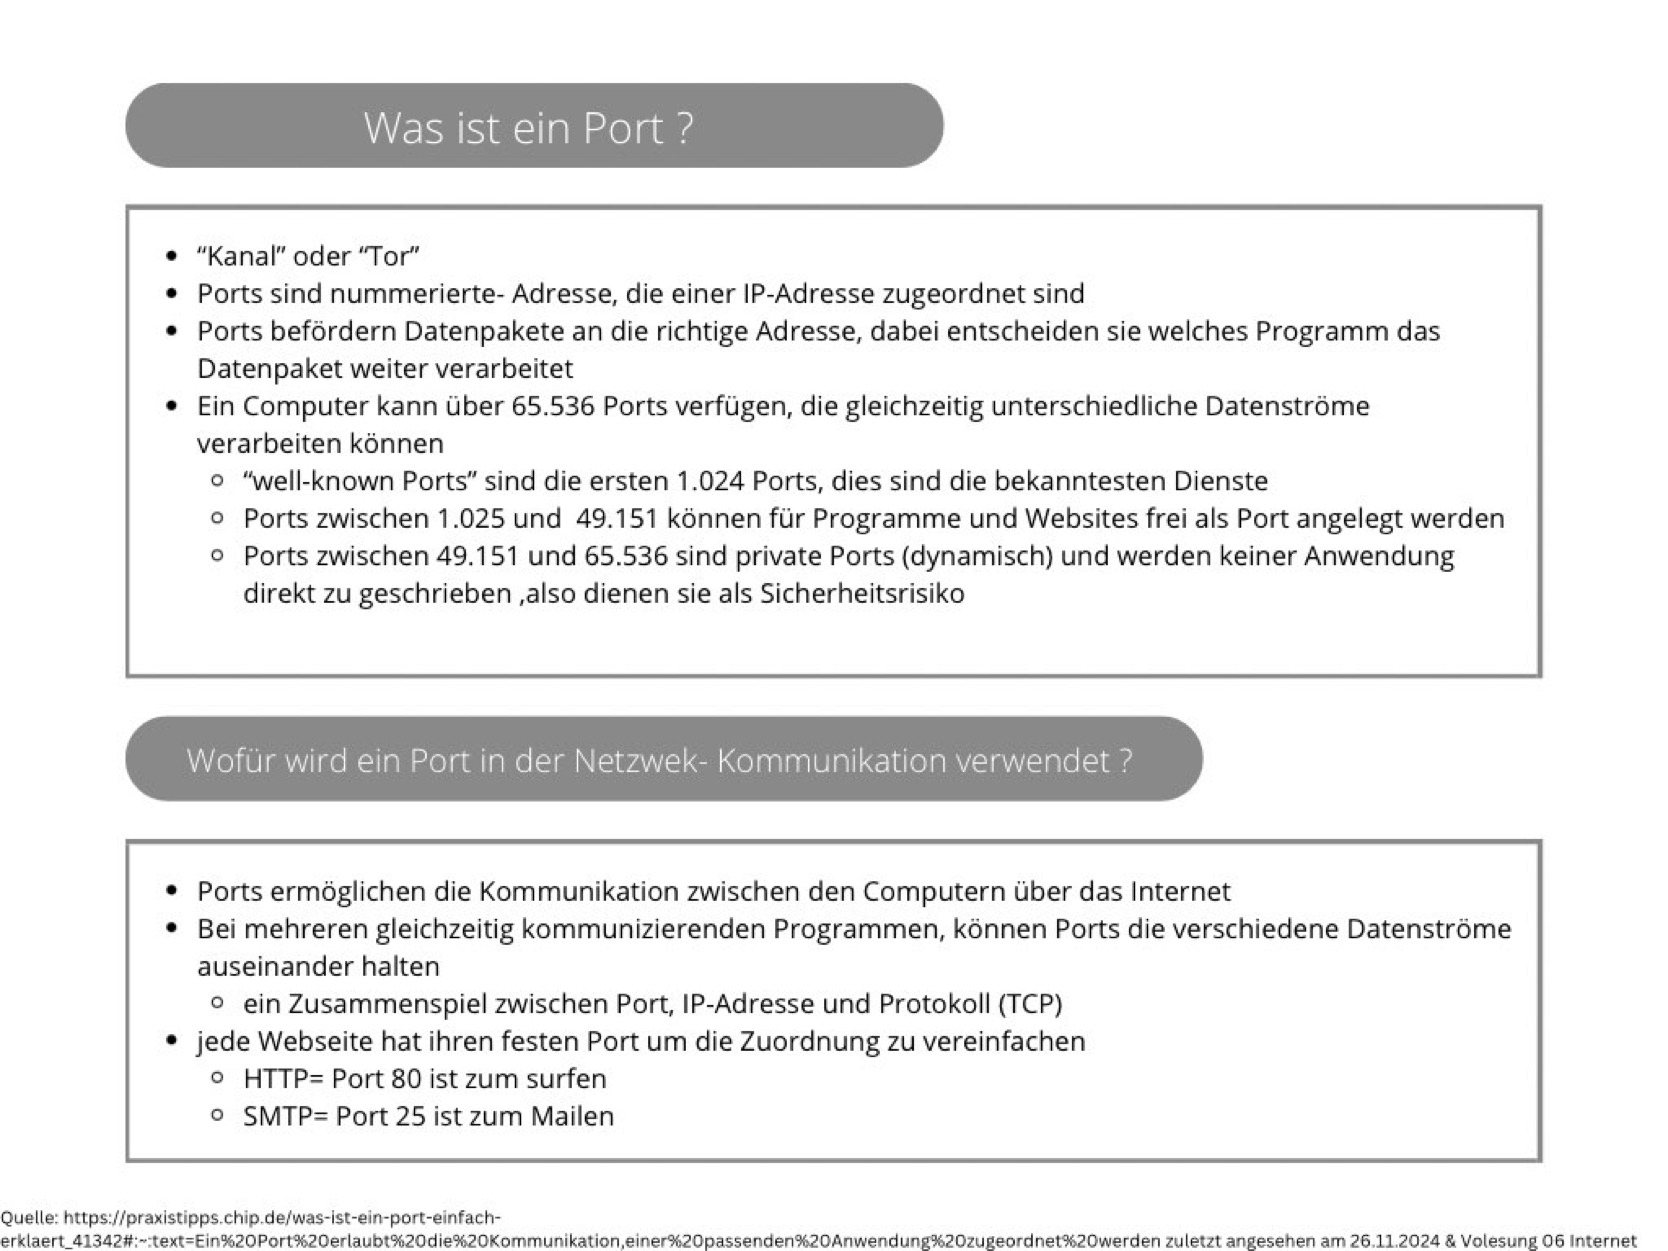 Was ist ein Port ?
• “Kanal” oder “Tor”
• Ports sind nummerierte- Adresse, die einer IP-Adresse zugeordnet sind
• Ports befördern Datenpakete an die richtige Adresse, dabei entscheiden sie welches Programm das
Datenpaket weiter verarbeitet
• Ein Computer kann über 65.536 Ports verfügen, die gleichzeitig unterschiedliche Datenströme
verarbeiten können
◦ “well-known Ports” sind die ersten 1.024 Ports, dies sind die bekanntesten Dienste
◦ Ports zwischen 1.025 und  49.151 können für Programme und Websites frei als Port angelegt werden
◦ Ports zwischen 49.151 und 65.536 sind private Ports (dynamisch) und werden keiner Anwendung
direkt zu geschrieben ,also dienen sie als Sicherheitsrisiko
Wofür wird ein Port in der Netzwek- Kommunikation verwendet ?
• Ports ermöglichen die Kommunikation zwischen den Computern über das Internet
• Bei mehreren gleichzeitig kommunizierenden Programmen, können Ports die verschiedene Datenströme
auseinander halten
◦ ein Zusammenspiel zwischen Port, IP-Adresse und Protokoll (TCP)
• jede Webseite hat ihren festen Port um die Zuordnung zu vereinfachen
◦ HTTP= Port 80 ist zum surfen
◦ SMTP= Port 25 ist zum Mailen
Quelle: https://praxistipps.chip.de/was-ist-ein-port-einfach-
erklaert_41342#:~:text=Ein%20Port%20erlaubt%20die%20Kommunikation,einer%20passenden%20Anwendung%20zugeordnet%20werden zuletzt angesehen am 26.11.2024 & Volesung 06 Internet